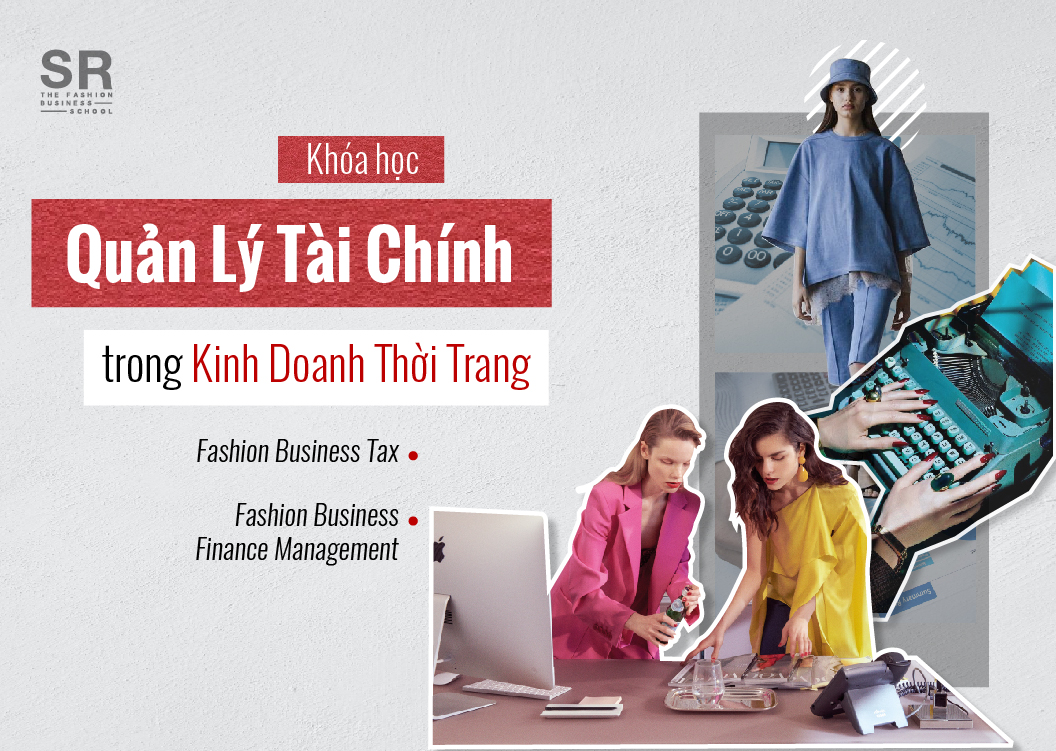 SR
THE FASHION
BUSINESS
SCHOOL
Khóa học
Quản Lý Tài Chính
trong Kinh Doanh Thời Trang
Fashion Business Tax
Fashion Business
Finance Management
Summary